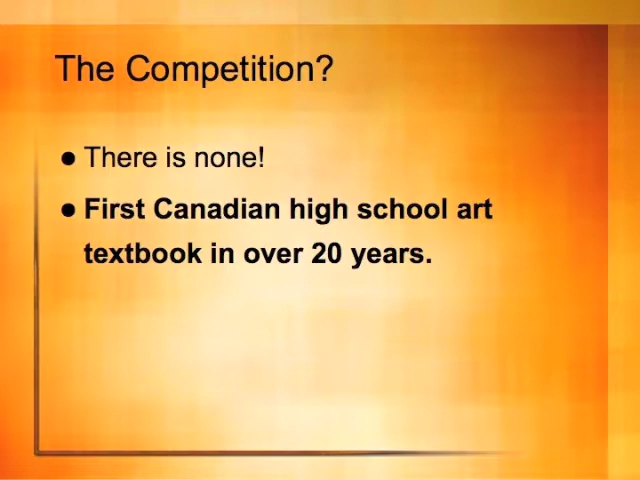 The Competition?
● There is none!
● First Canadian high school art
textbook in over 20 years.